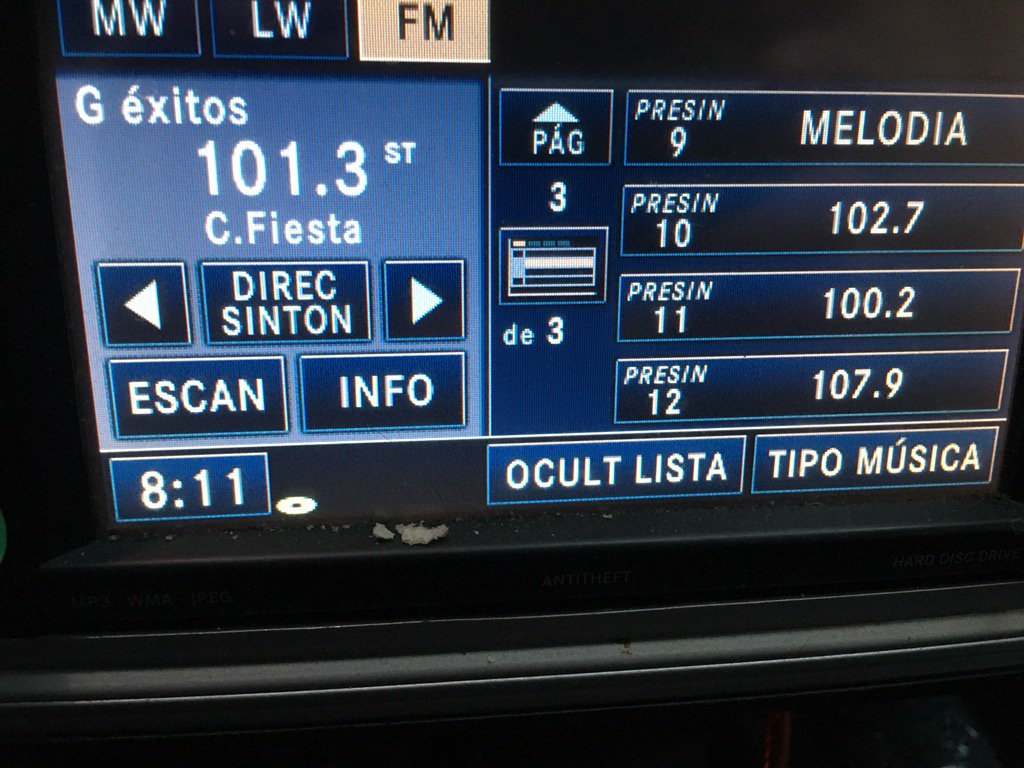 MW
LW
FM
G éxitos
101.3 ST
C.Fiesta
DIREC
SINTON
ESCAN
INFO
8:11
PÁG
3
de 3
PRESIN
9
MELODIA
PRESIN
10
102.7
PRESIN
11
100.2
PRESIN
12
107.9
OCULT LISTA
TIPO MÚSICA
MP3 · WMA · JPEG
ANTITHEFT
HARD DISC DRIVE